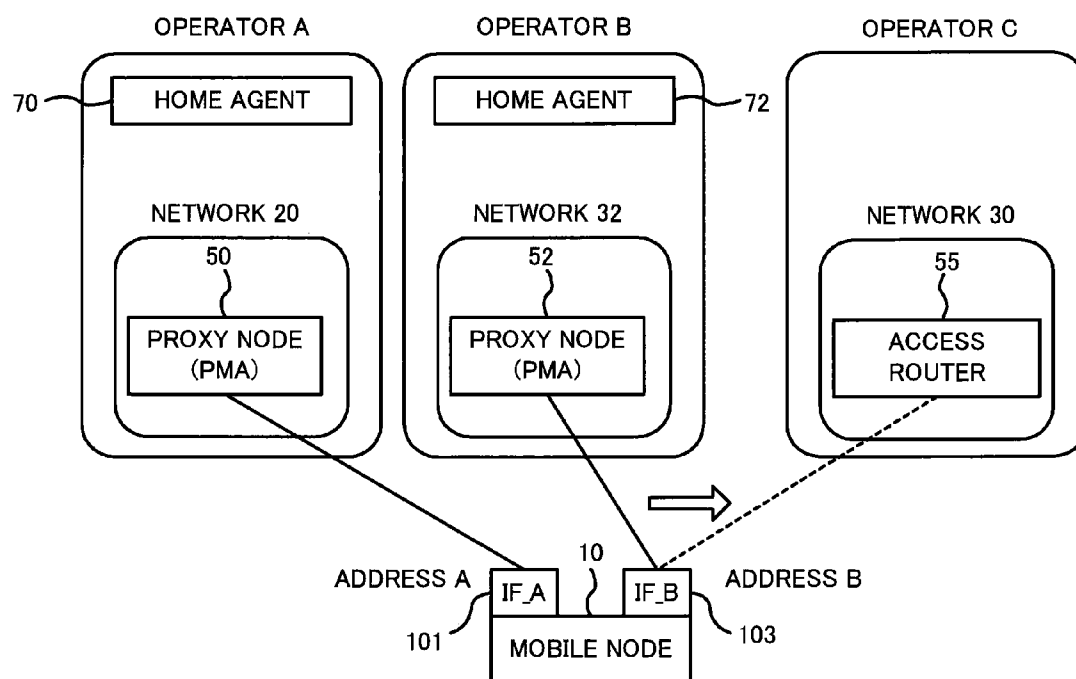 OPERATOR A
OPERATOR B
OPERATOR C
70
HOME AGENT
HOME AGENT
72
NETWORK 20
NETWORK 32
NETWORK 30
50
52
55
PROXY NODE
(PMA)
PROXY NODE
(PMA)
ACCESS
ROUTER
10
ADDRESS A
IF_A
IF_B
ADDRESS B
101
103
MOBILE NODE